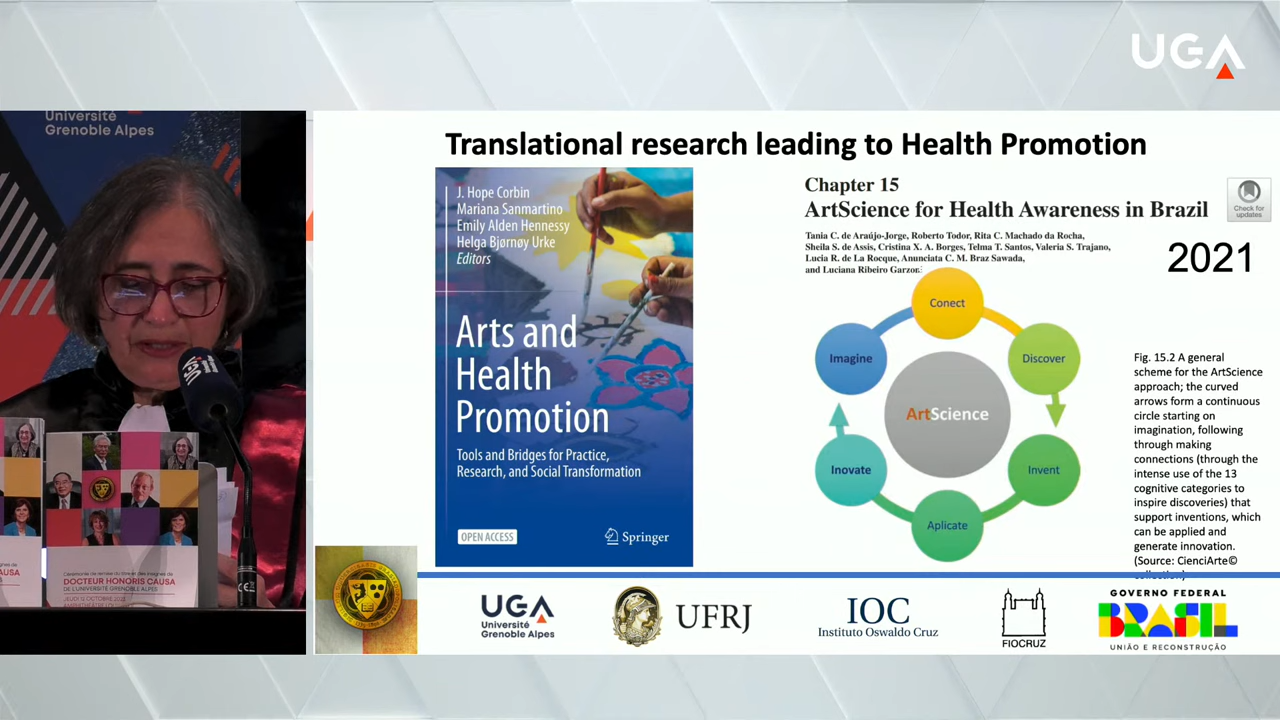 UGA
Université
Grenoble Alpes
DOCTEUR HONORIS CAUSA
DE L'UNIVERSITÉ GRENOBLE ALPES
Translational research leading to Health Promotion
J. Hope Corbin
Mariana Sanmartino
Emily Alden Hennessy
Helga Bjørnøy Urke
Editors
Arts and
Health
Promotion
Tools and Bridges for Practice,
Research, and Social Transformation
OPEN ACCESS
Springer
Chapter 15
ArtScience for Health Awareness in Brazil
Check for
updates
Tania C. de Araújo-Jorge, Roberto Todor, Rita C. Machado da Rocha,
Sheila S. de Assis, Cristina X. A. Borges, Telma T. Santos, Valeria S. Trajano,
Lucia R. de La Rocque, Anunciata C. M. Braz Sawada,
and Luciana Ribeiro Garzor
2021
Conect
Imagine
Discover
ArtScience
Inovate
Invent
Aplicate
Fig. 15.2 A general
scheme for the ArtScience
approach; the curved
arrows form a continuous
circle starting on
imagination, following
through making
connections (through the
intense use of the 13
cognitive categories to
inspire discoveries) that
support inventions, which
can be applied and
generate innovation.
(Source: CienciArte©
collection)
UGA
Université
Grenoble Alpes
UFRJ
IOC
Instituto Oswaldo Cruz
FIOCRUZ
GOVERNO FEDERAL
BRASIL
UNIÃO E RECONSTRUÇÃO